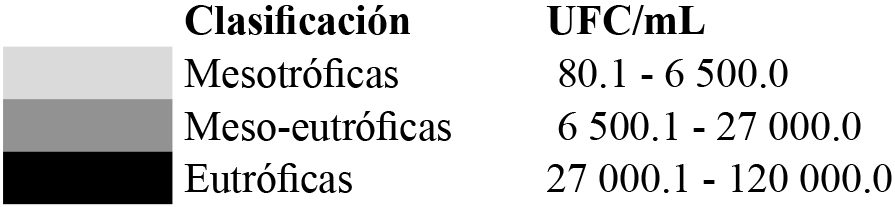 Clasificación UFC/mL
Mesotróficas 80.1 - 6 500.0
Meso-eutróficas 6 500.1 - 27 000.0
Eutróficas 27 000.1 - 120 000.0